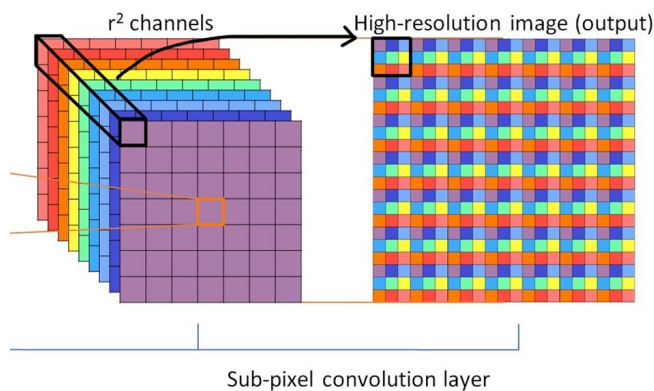 r² channels
High-resolution image (output)
Sub-pixel convolution layer